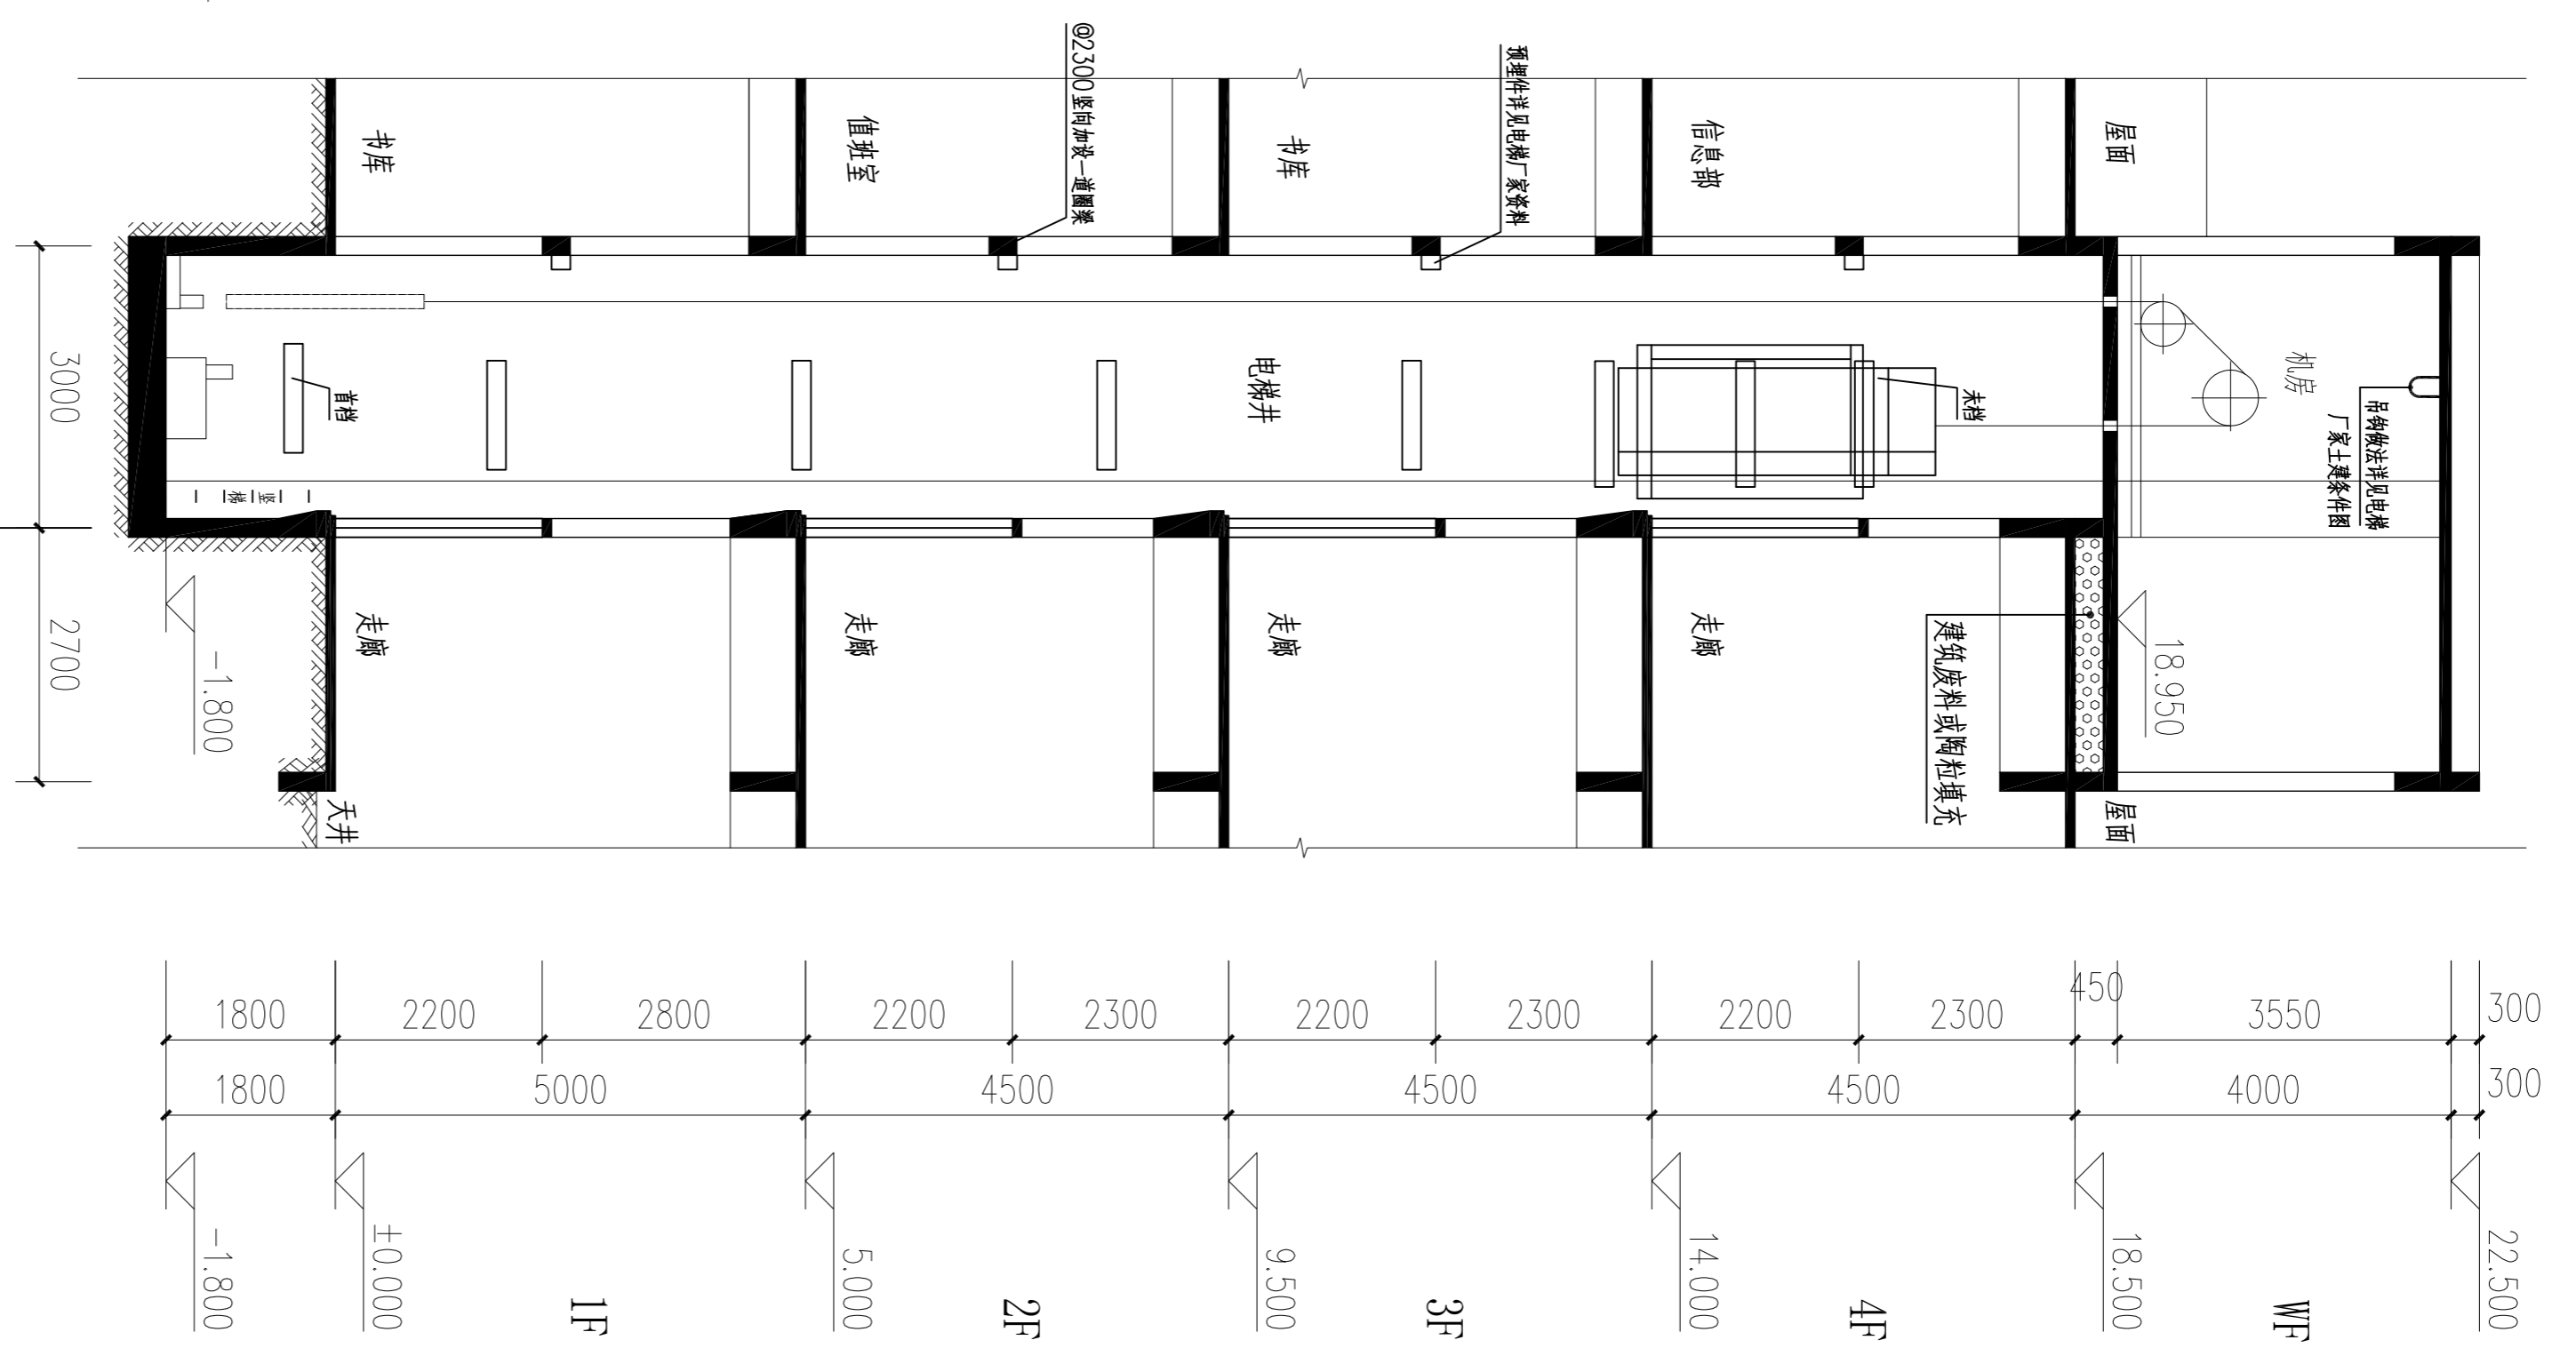 @2300竖向加设一道圈梁
预埋件详见电梯厂家资料
书库
值班室
书库
信息部
屋面
机房
吊钩做法详见电梯
厂家土建条件图
电梯井
首档
末档
竖
梯
走廊
走廊
走廊
走廊
建筑废料或陶粒填充
18.950
-1.800
天井
屋面
3000
2700
1800
2200
2800
2200
2300
2200
2300
2200
2300
450
3550
300
1800
5000
4500
4500
4500
4000
300
-1.800
±0.000
5.000
9.500
14.000
18.500
22.500
1F
2F
3F
4F
WF